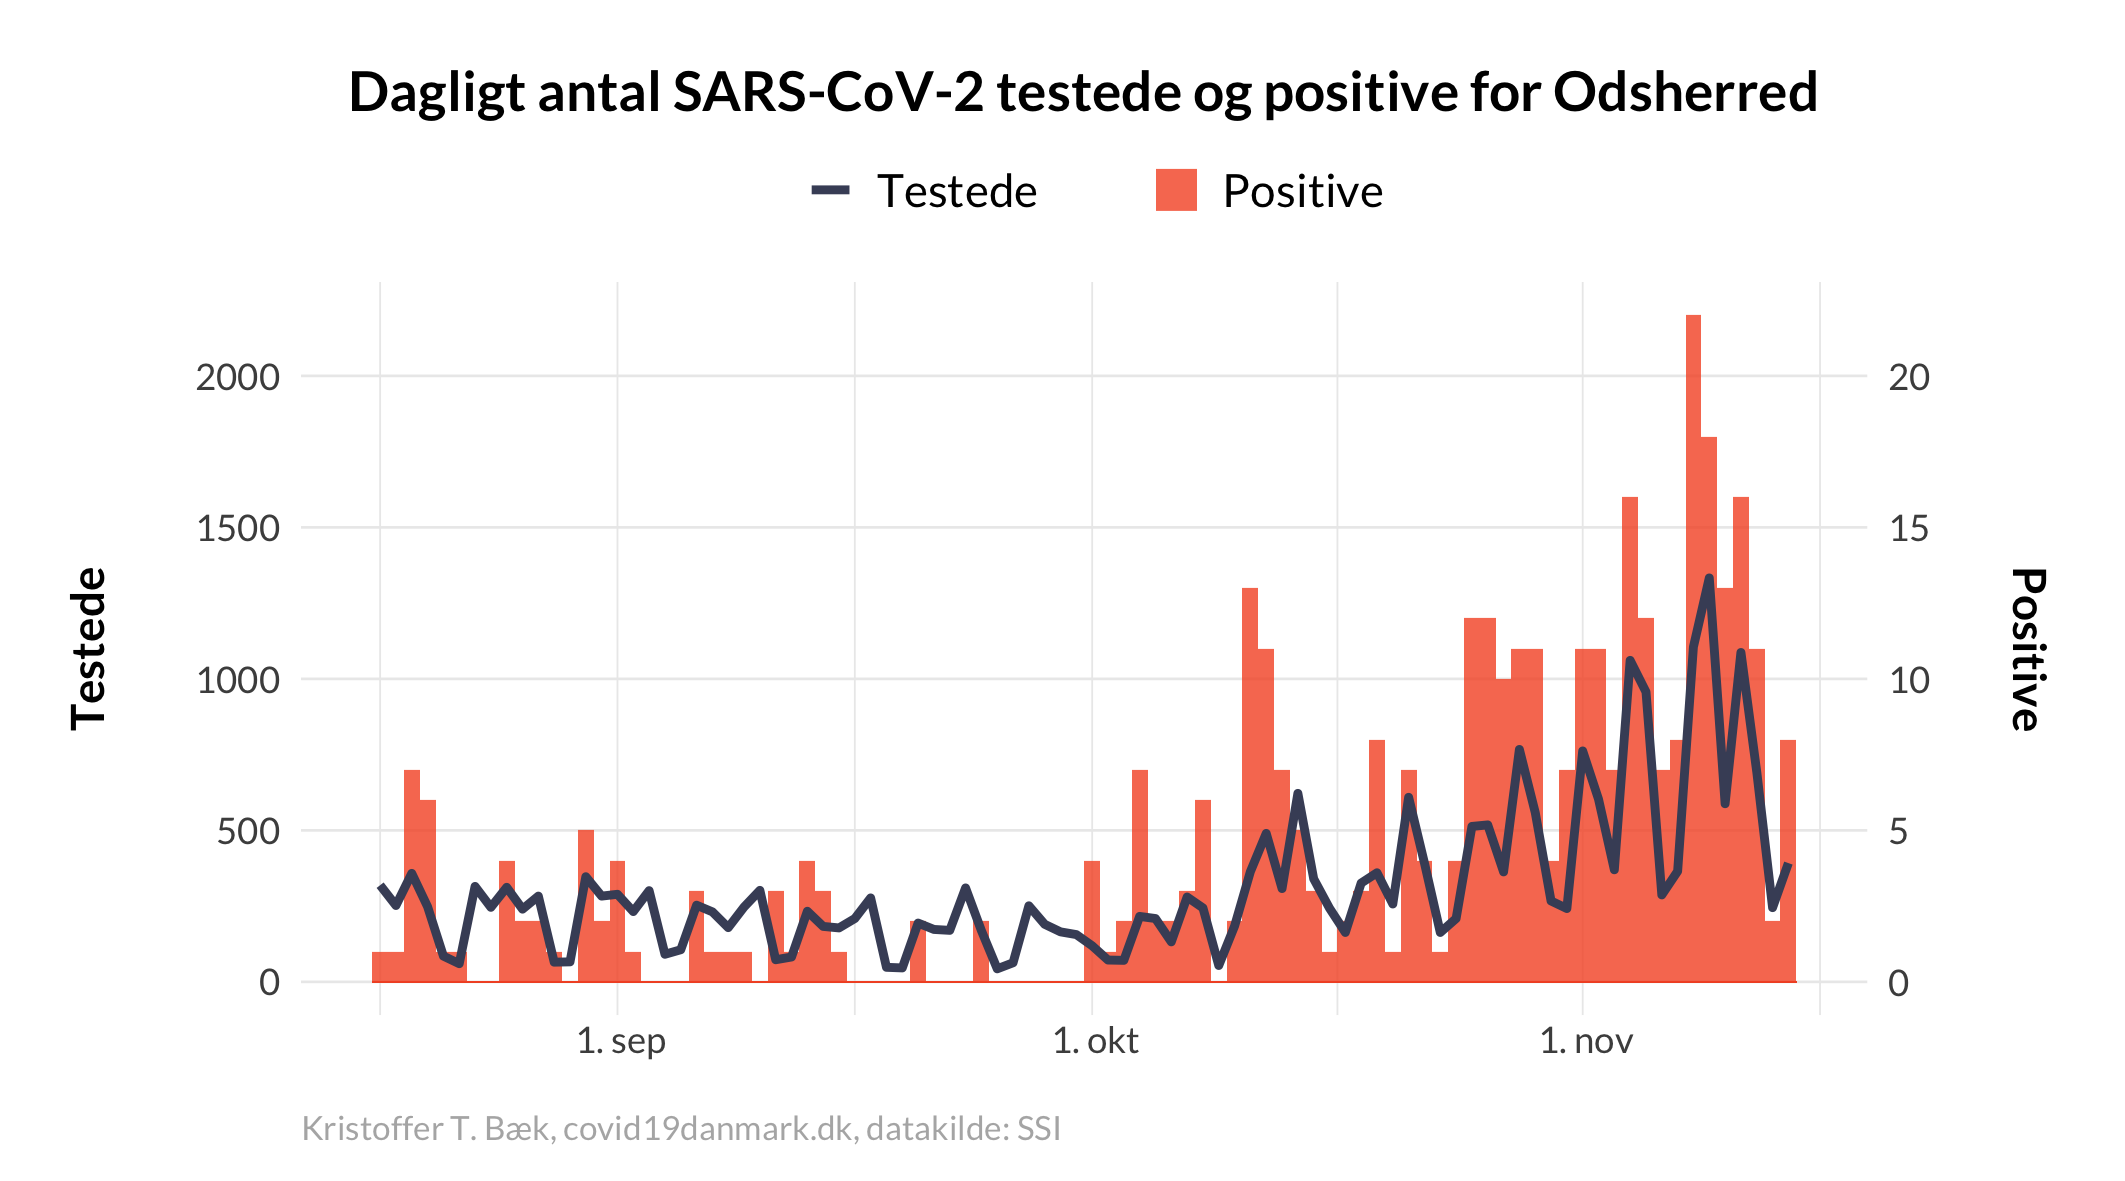 Dagligt antal SARS-CoV-2 testede og positive for Odsherred
Testede Positive
2000 20
1500 15
1000 10
500 5
0 0
Testede
Positive
1. sep 1. okt 1. nov
Kristoffer T. Bæk, covid19danmark.dk, datakilde: SSI